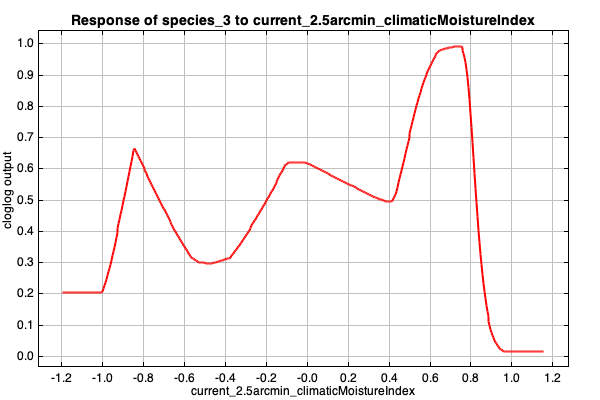 Response of species_3 to current_2.5arcmin_climaticMoistureIndex
cloglog output
1.0
0.9
0.8
0.7
0.6
0.5
0.4
0.3
0.2
0.1
0.0
-1.2 -1.0 -0.8 -0.6 -0.4 -0.2 -0.0 0.2 0.4 0.6 0.8 1.0 1.2
current_2.5arcmin_climaticMoistureIndex